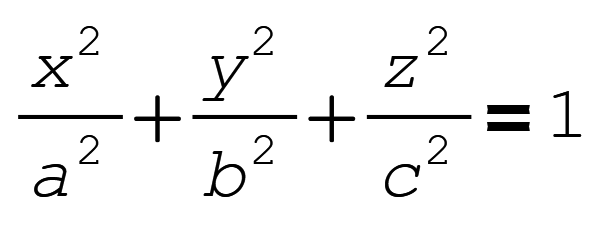 x²/a² + y²/b² + z²/c² = 1